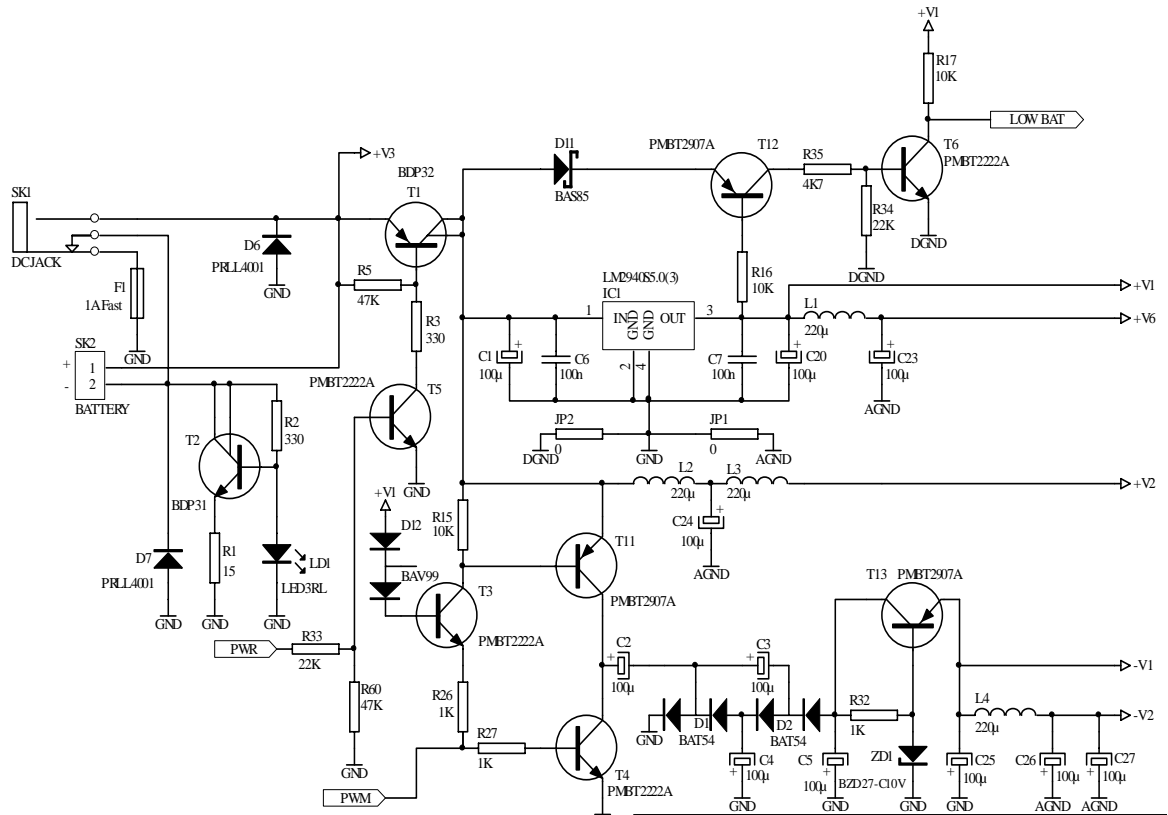 +V1
R17
10K
LOW BAT
D11
BAS85
PMBT2907A
T12
R35
4K7
T6
PMBT2222A
R34
22K
DGND
DGND
+V3
BDP32
T1
SK1
DCJACK
F1
1A Fast
GND
D6
PRLL4001
GND
R5
47K
R3
330
LM2940S5.0(3)
IC1
1
IN
GND
GND
OUT
3
2
4
R16
10K
L1
220µ
+V1
+V6
C1
+
100µ
C6
100n
C7
100n
+
C20
100µ
+
C23
100µ
AGND
SK2
+
1
-
2
BATTERY
PMBT2222A
T5
GND
R2
330
T2
BDP31
JP2
0
DGND
GND
JP1
0
AGND
L2
220µ
L3
220µ
+V2
C24
+
100µ
AGND
+V1
D12
BAV99
R15
10K
T11
PMBT2907A
T3
PMBT2222A
D7
PRLL4001
GND
R1
15
GND
LD1
LED3RL
GND
PWR
R33
22K
R60
47K
GND
R26
1K
PWM
R27
1K
T4
PMBT2222A
C2
+
100µ
C3
+
100µ
GND
D1
BAT54
D2
BAT54
C4
+
100µ
GND
C5
+
100µ
GND
T13
PMBT2907A
R32
1K
ZD1
BZD27-C10V
GND
-V1
L4
220µ
-V2
C25
+
100µ
GND
C26
+
100µ
AGND
C27
+
100µ
AGND